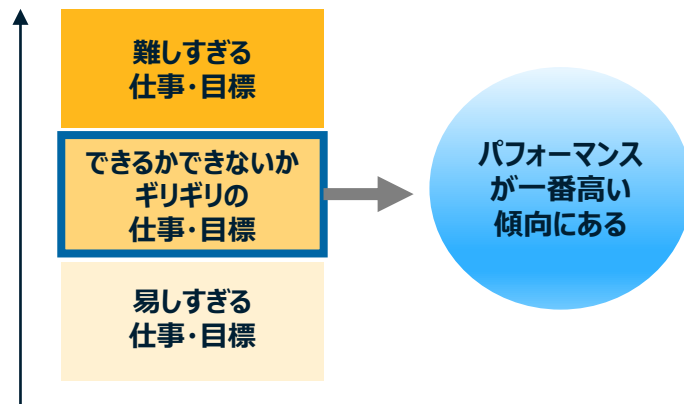 難しすぎる
仕事・目標
できるかできないか
ギリギリの
仕事・目標
易しすぎる
仕事・目標
パフォーマンス
が一番高い
傾向にある